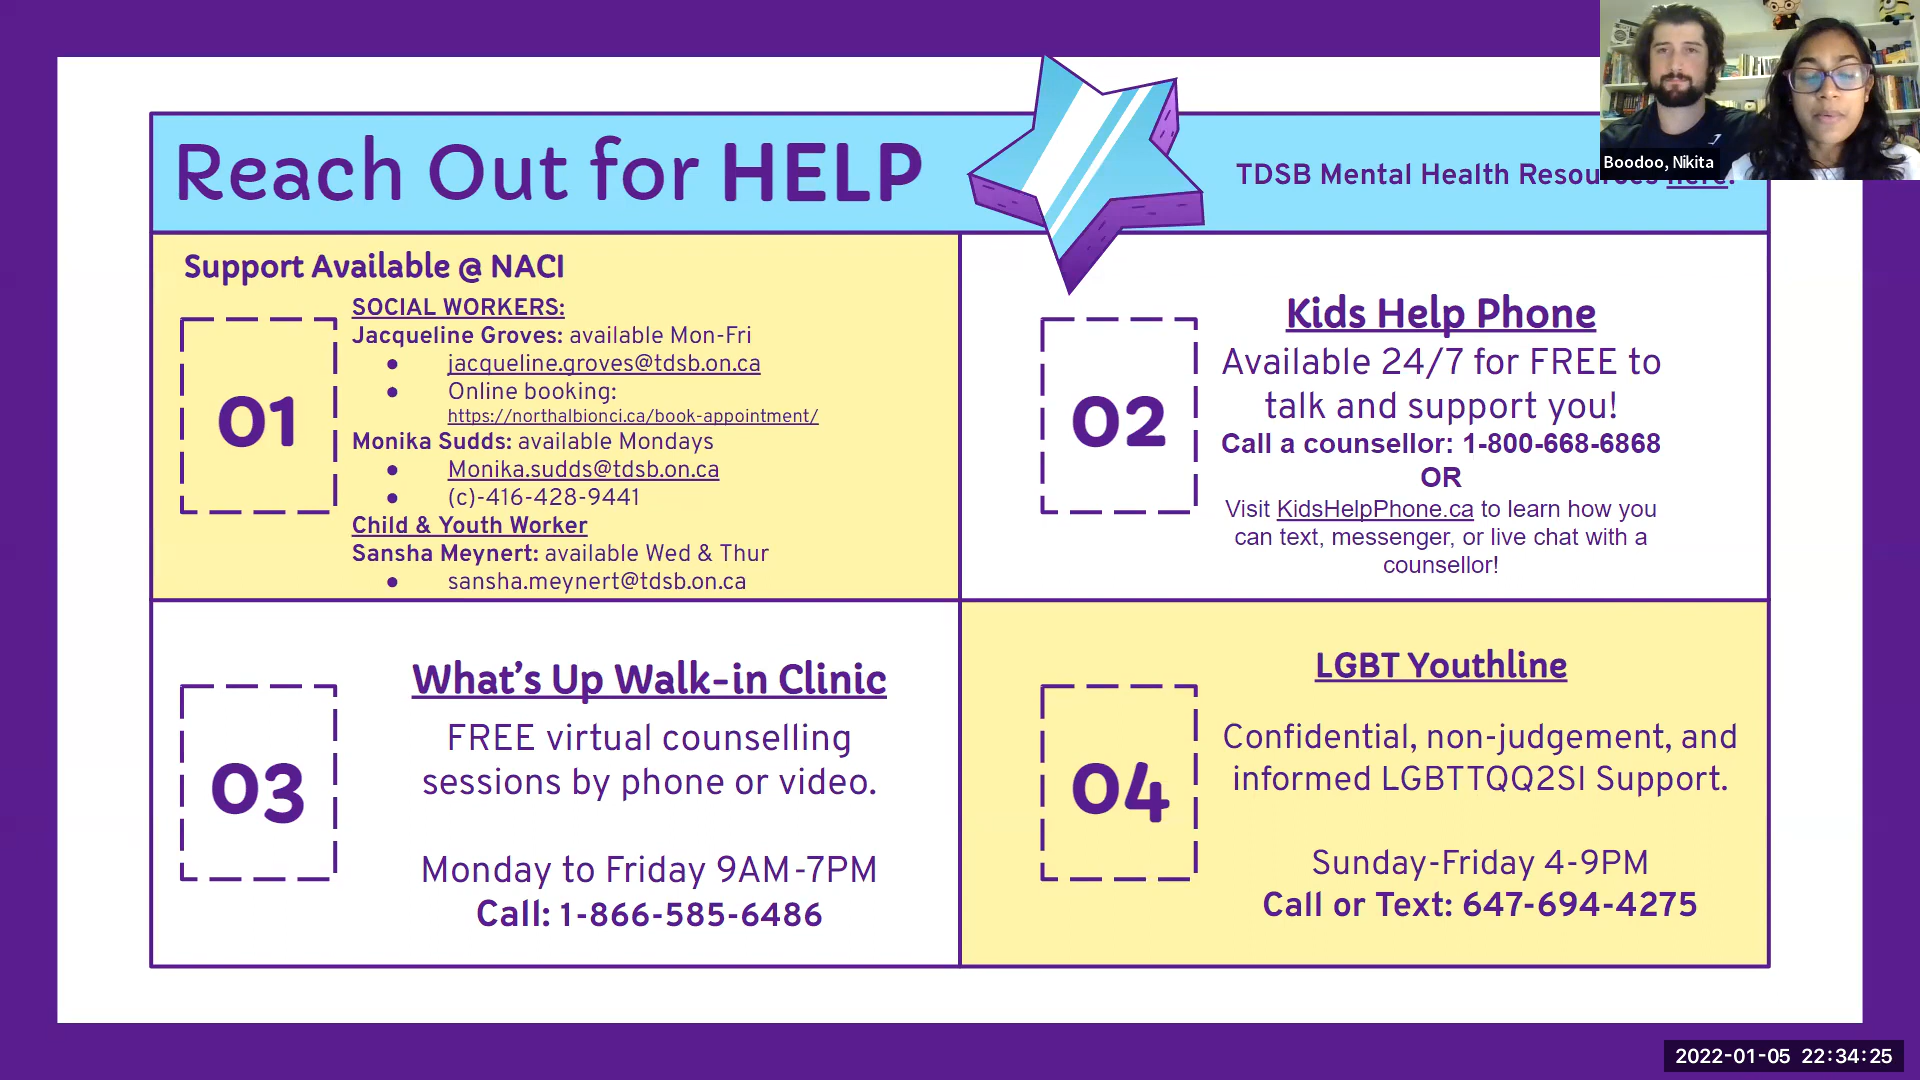 Reach Out for HELP
TDSB Mental Health Resources here.
Boodoo, Nikita
Support Available @ NACI
01
SOCIAL WORKERS:
Jacqueline Groves: available Mon-Fri
● jacqueline.groves@tdsb.on.ca
● Online booking:
https://northalbionci.ca/book-appointment/
Monika Sudds: available Mondays
● Monika.sudds@tdsb.on.ca
● (c)-416-428-9441
Child & Youth Worker
Sansha Meynert: available Wed & Thur
● sansha.meynert@tdsb.on.ca
02
Kids Help Phone
Available 24/7 for FREE to
talk and support you!
Call a counsellor: 1-800-668-6868
OR
Visit KidsHelpPhone.ca to learn how you
can text, messenger, or live chat with a
counsellor!
03
What's Up Walk-in Clinic
FREE virtual counselling
sessions by phone or video.
Monday to Friday 9AM-7PM
Call: 1-866-585-6486
04
LGBT Youthline
Confidential, non-judgement, and
informed LGBTTQQ2SI Support.
Sunday-Friday 4-9PM
Call or Text: 647-694-4275
2022-01-05 22:34:25